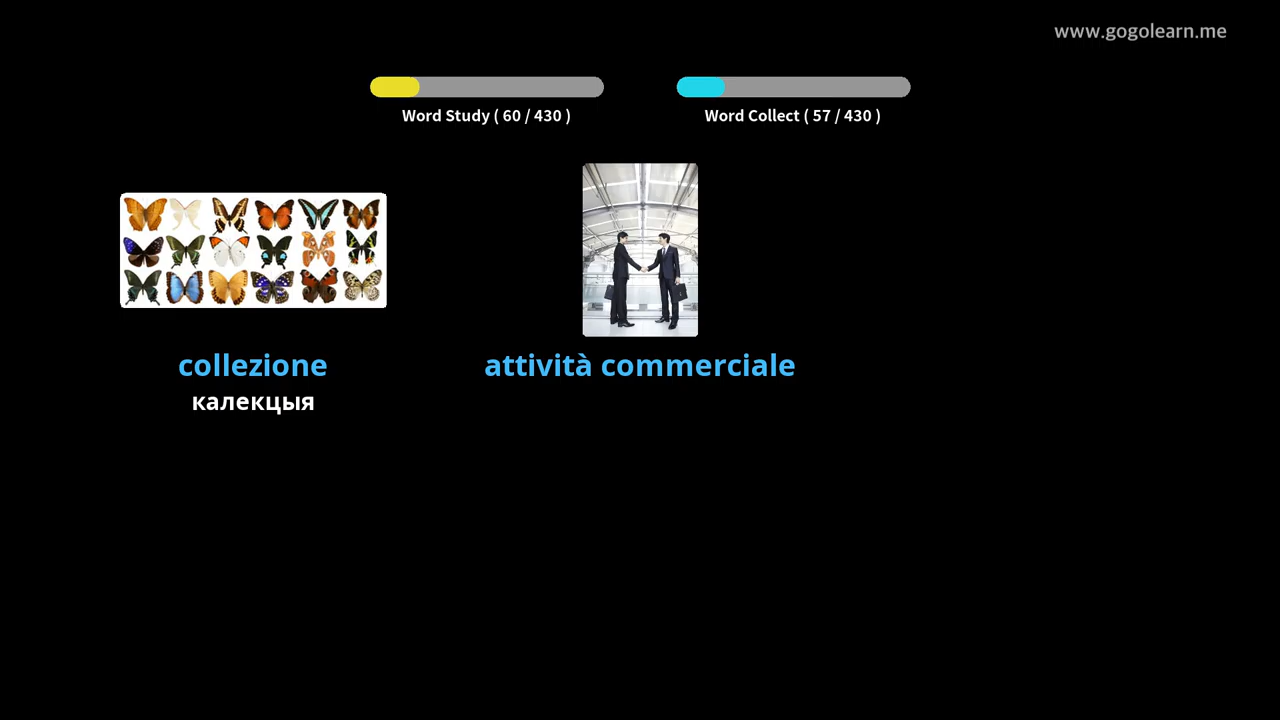 www.gogolearn.me
Word Study ( 60 / 430 )
Word Collect ( 57 / 430 )
collezione
калекцыя
attività commerciale